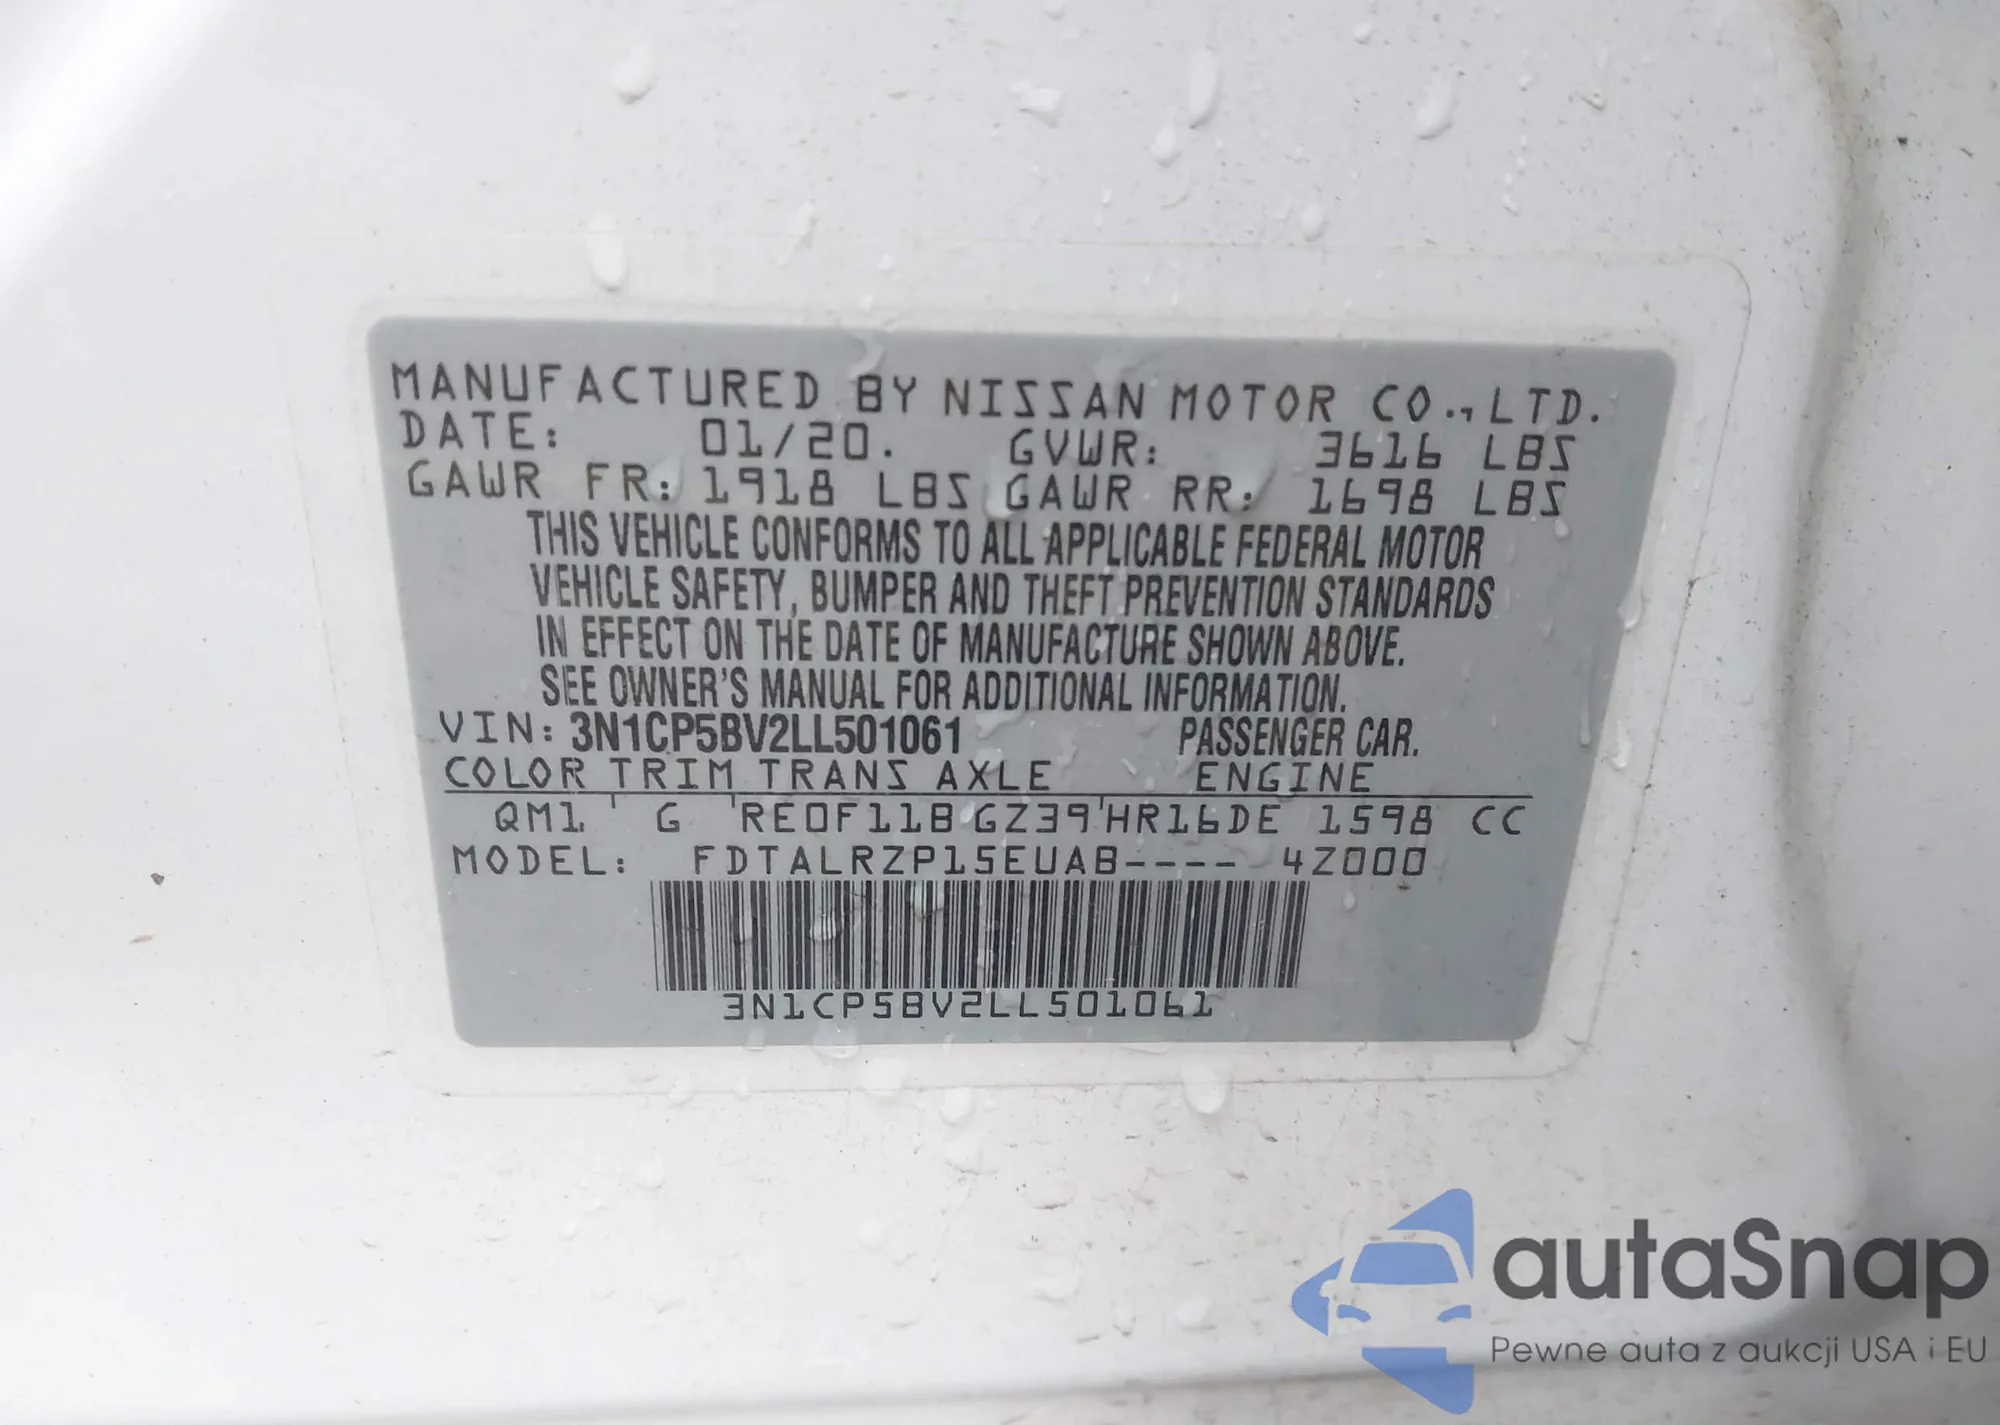 MANUFACTURED BY NISSAN MOTOR CO., LTD.
DATE: 01/20. GVWR: 3616 LBS
GAWR FR: 1918 LBS GAWR RR: 1698 LBS
THIS VEHICLE CONFORMS TO ALL APPLICABLE FEDERAL MOTOR
VEHICLE SAFETY, BUMPER AND THEFT PREVENTION STANDARDS
IN EFFECT ON THE DATE OF MANUFACTURE SHOWN ABOVE.
SEE OWNER'S MANUAL FOR ADDITIONAL INFORMATION.
VIN: 3N1CP5BV2LL501061 PASSENGER CAR.
COLOR TRIM TRANS AXLE ENGINE
QM1 G RE0F11B GZ39 HR16DE 1598 CC
MODEL: FDTALRZP15EUAB---- 4Z000
3N1CP5BV2LL501061
autaSnap
Pewne auta z aukcji USA i EU